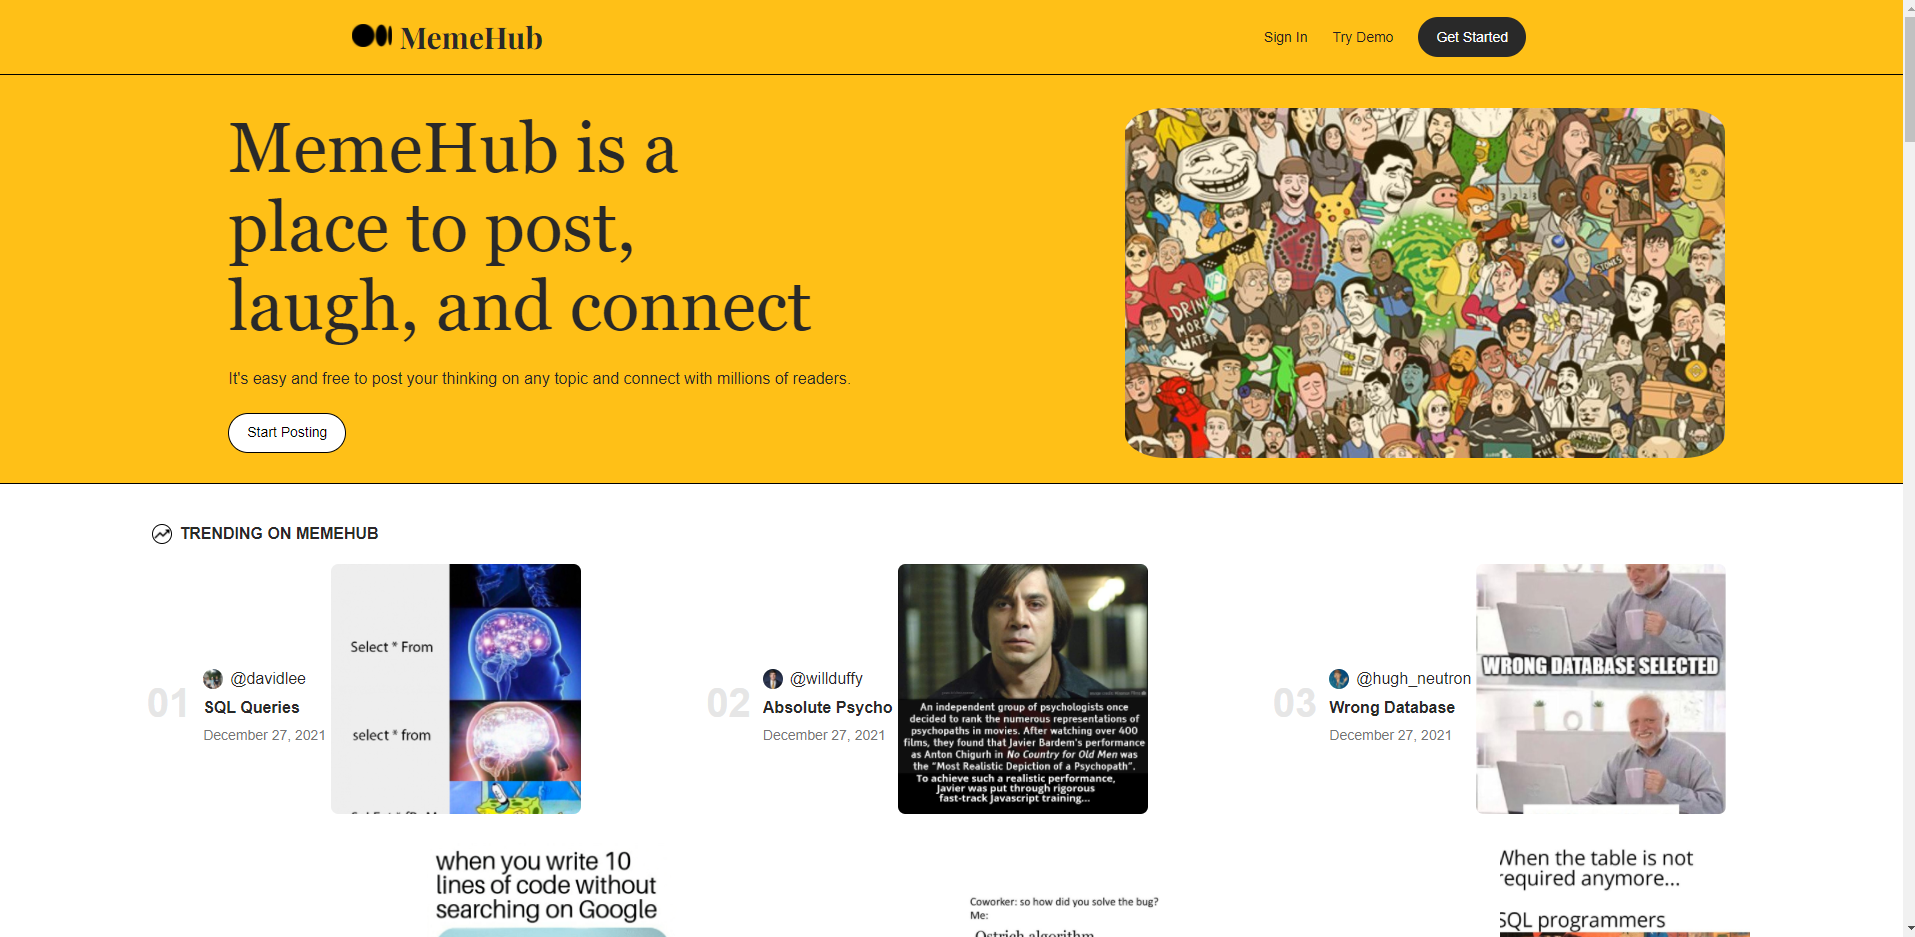 MemeHub
Sign In
Try Demo
Get Started
MemeHub is a
place to post,
laugh, and connect
It's easy and free to post your thinking on any topic and connect with millions of readers.
Start Posting
DRINK
MORE
WATER
NFT
STONKS
LOOK
THE
TRENDING ON MEMEHUB
01
@davidlee
SQL Queries
December 27, 2021
Select * From
select * from
02
@willduffy
Absolute Psycho
December 27, 2021
An independent group of psychologists once
decided to rank the numerous representations of
psychopaths in movies. After watching over 400
films, they found that Javier Bardem's performance
as Anton Chigurh in No Country for Old Men was
the "Most Realistic Depiction of a Psychopath".
To achieve such a realistic performance,
Javier was put through rigorous
fast-track Javascript training...
03
@hugh_neutron
Wrong Database
December 27, 2021
WRONG DATABASE SELECTED
when you write 10
lines of code without
searching on Google
Coworker: so how did you solve the bug?
Me:
Ostrich algorithm
When the table is not
required anymore...
SQL programmers